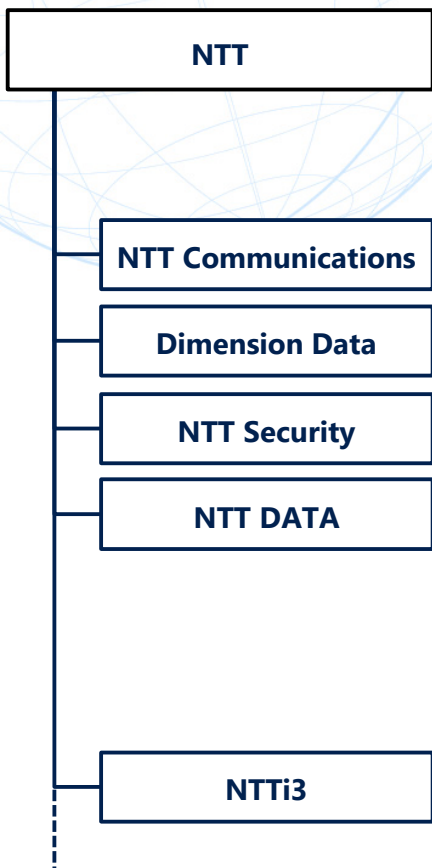 NTT
NTT Communications
Dimension Data
NTT Security
NTT DATA
NTTi3